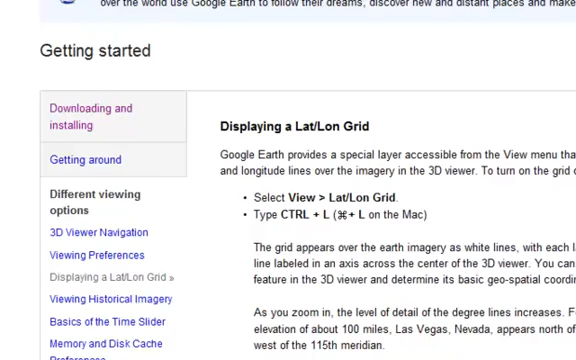 over the world use Google Earth to follow their dreams, discover new and distant places and make
Getting started
Downloading and
installing
Getting around
Different viewing
options
3D Viewer Navigation
Viewing Preferences
Displaying a Lat/Lon Grid »
Viewing Historical Imagery
Basics of the Time Slider
Memory and Disk Cache
Preferences
Displaying a Lat/Lon Grid
Google Earth provides a special layer accessible from the View menu tha
and longitude lines over the imagery in the 3D viewer. To turn on the grid
• Select View > Lat/Lon Grid.
• Type CTRL + L (⌘+ L on the Mac)
The grid appears over the earth imagery as white lines, with each l
line labeled in an axis across the center of the 3D viewer. You can
feature in the 3D viewer and determine its basic geo-spatial coordi
As you zoom in, the level of detail of the degree lines increases. F
elevation of about 100 miles, Las Vegas, Nevada, appears north of
west of the 115th meridian.